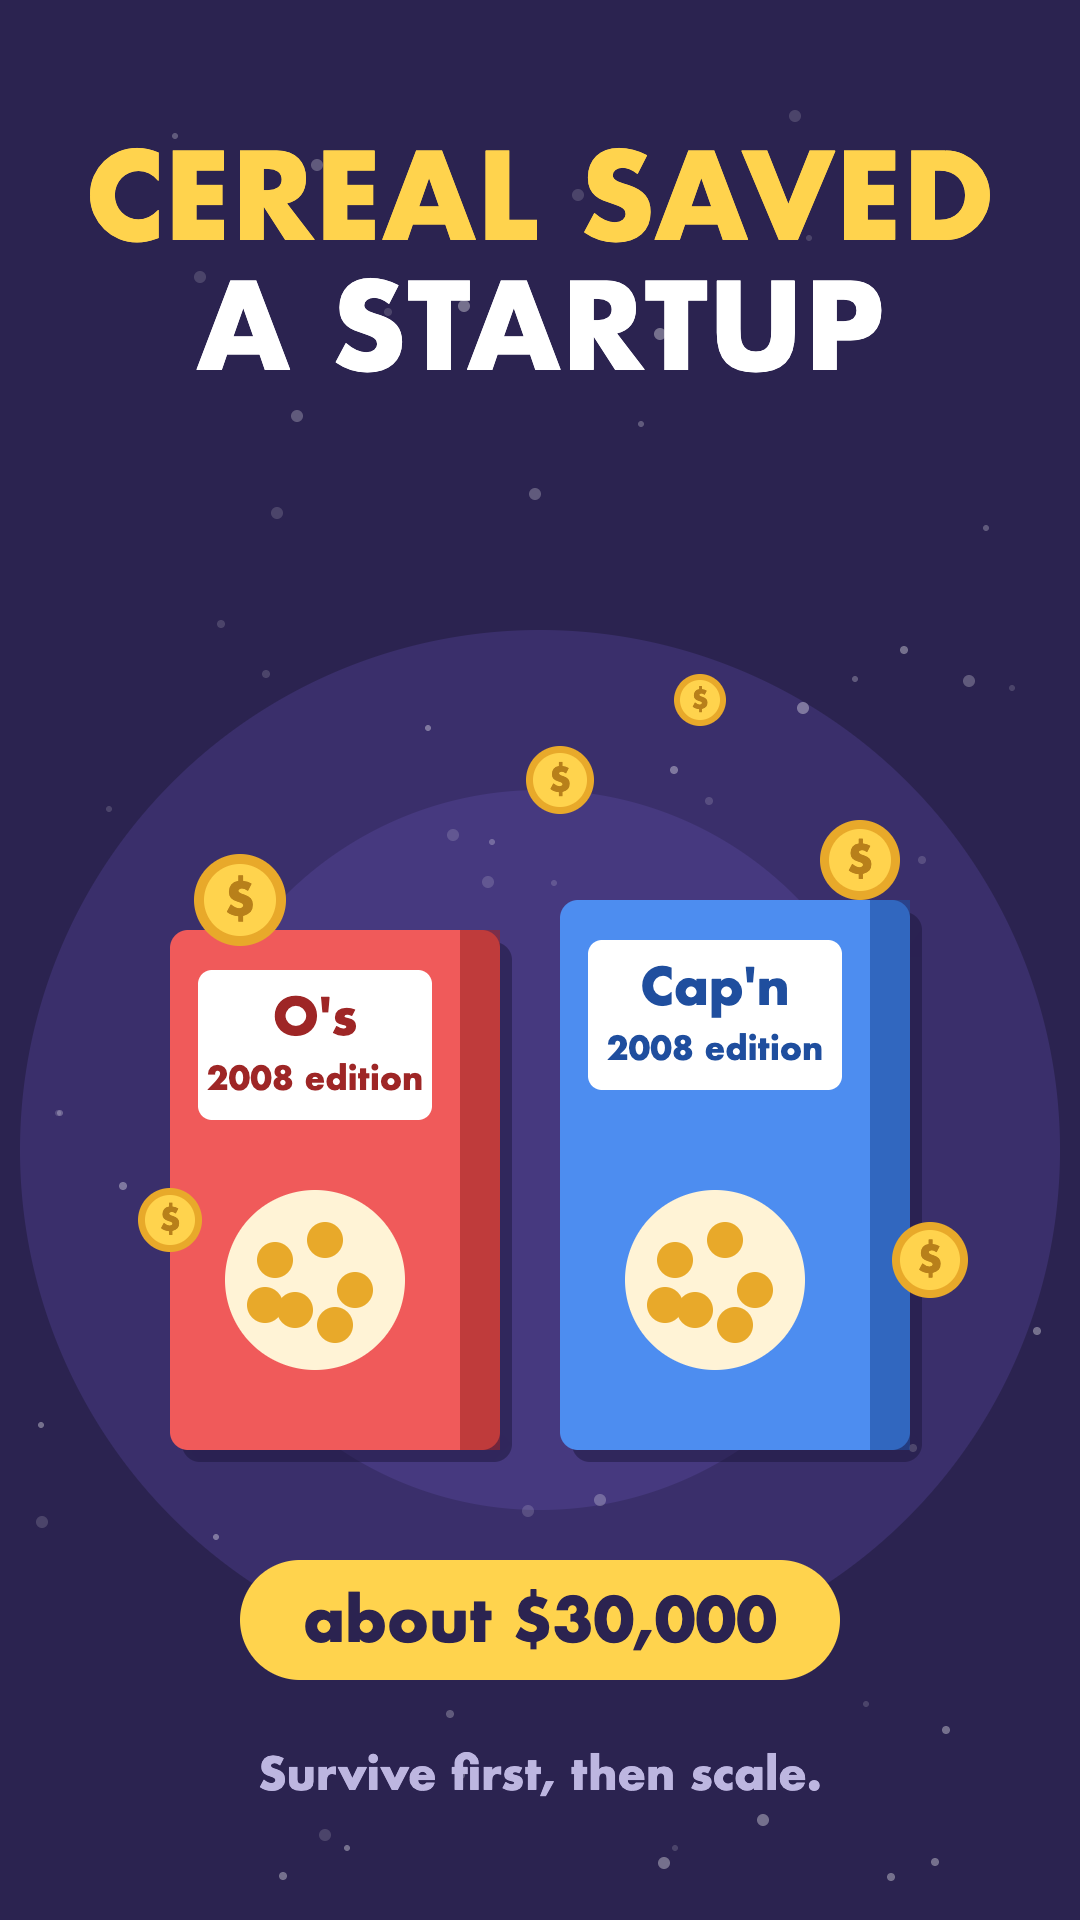 CEREAL SAVED
A STARTUP
$
$
$
$
O's
2008 edition
Cap'n
2008 edition
$
$
about $30,000
Survive first, then scale.